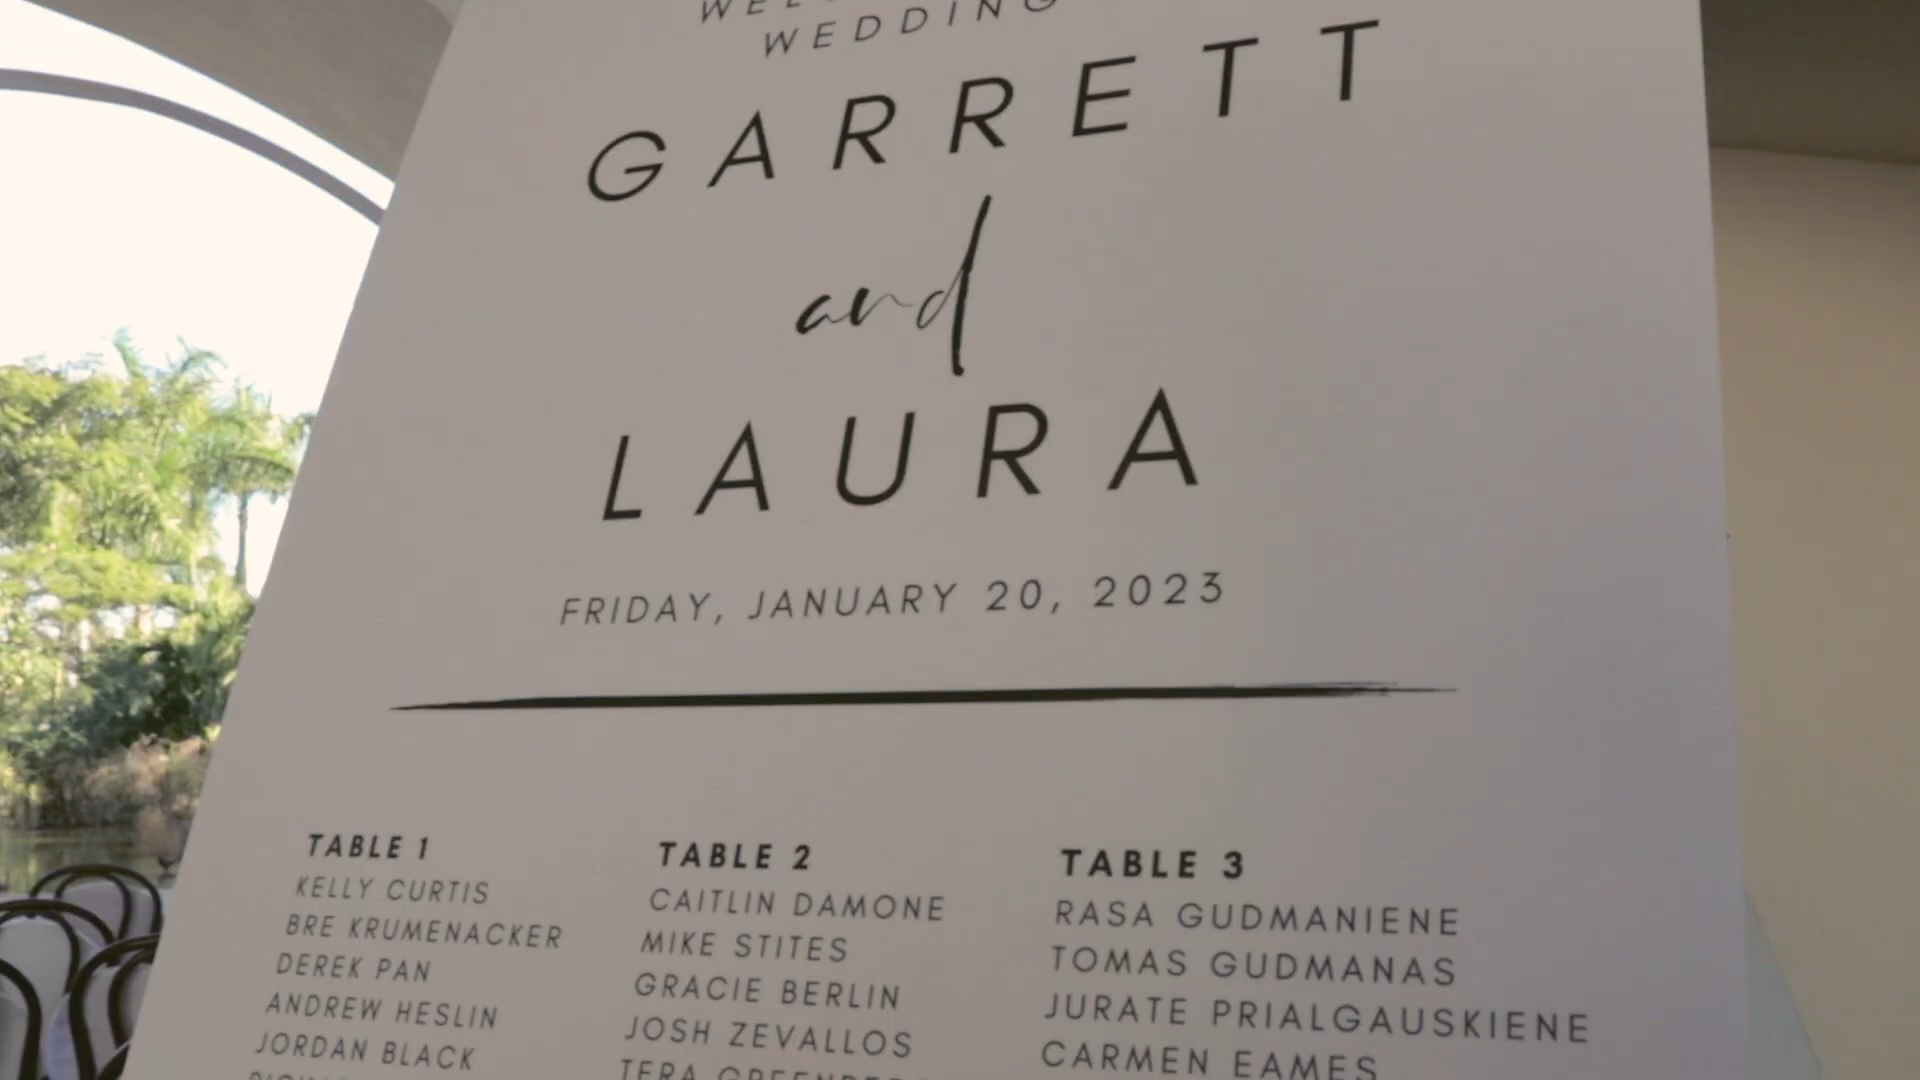 WEDDING
GARRETT
and
LAURA
FRIDAY, JANUARY 20, 2023
TABLE 1
KELLY CURTIS
BRE KRUMENACKER
DEREK PAN
ANDREW HESLIN
JORDAN BLACK
TABLE 2
CAITLIN DAMONE
MIKE STITES
GRACIE BERLIN
JOSH ZEVALLOS
TERA
TABLE 3
RASA GUDMANIENE
TOMAS GUDMANAS
JURATE PRIALGAUSKIENE
CARMEN EAMES